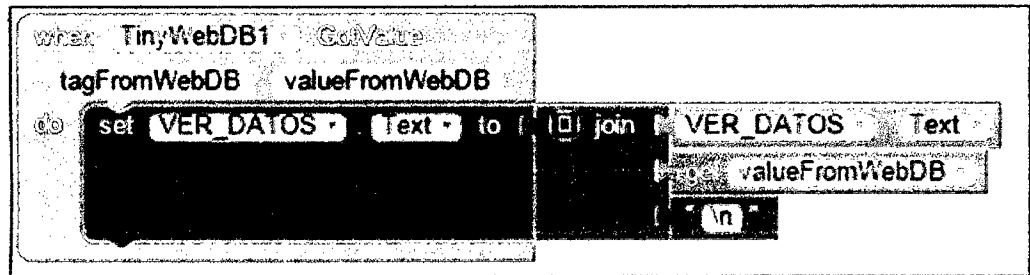 when TinyWebDB1 .GotValue
tagFromWebDB valueFromWebDB
do set VER_DATOS . Text to join VER_DATOS . Text
get valueFromWebDB
" \n "